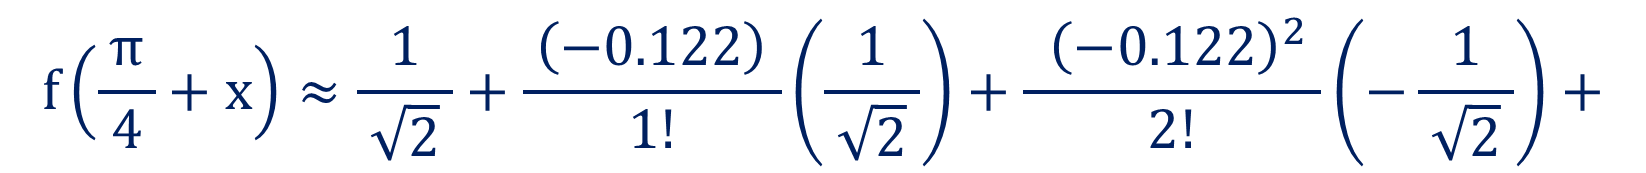 f(π/4 + x) ≈ 1/√2 + (−0.122)/1! (1/√2) + (−0.122)²/2! (−1/√2) +